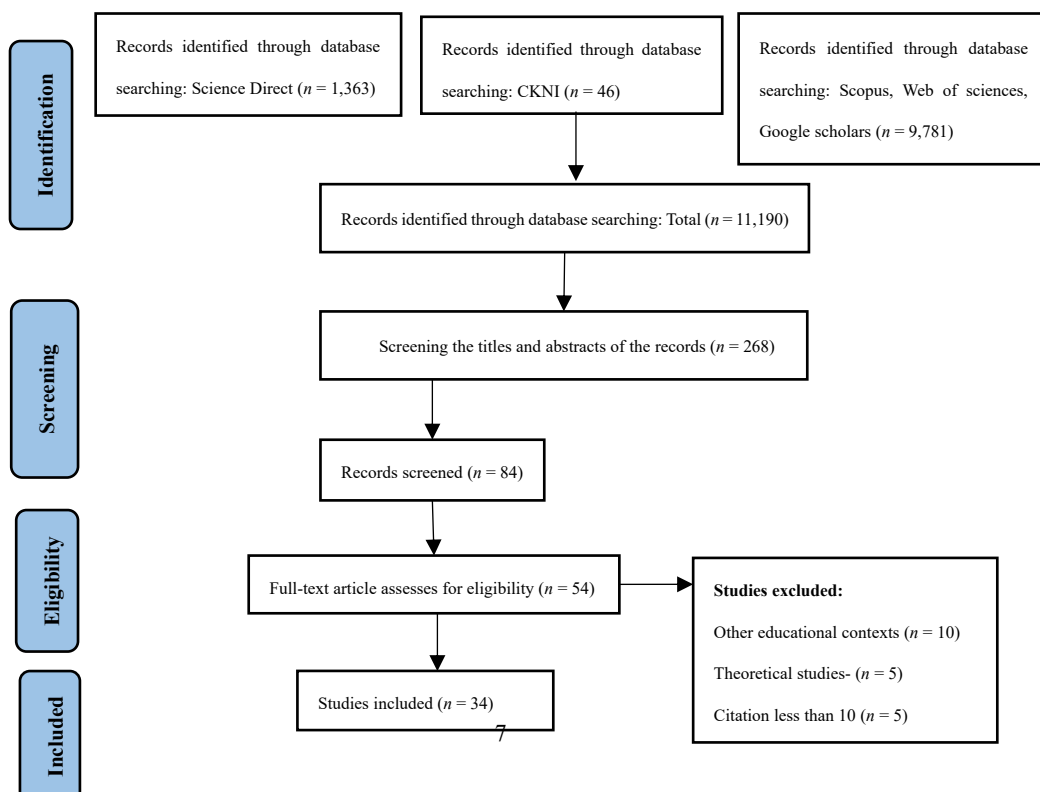 Identification
Records identified through database
searching: Science Direct (n = 1,363)
Records identified through database
searching: CKNI (n = 46)
Records identified through database
searching: Scopus, Web of sciences,
Google scholars (n = 9,781)
Records identified through database searching: Total (n = 11,190)
Screening
Screening the titles and abstracts of the records (n = 268)
Records screened (n = 84)
Eligibility
Full-text article assesses for eligibility (n = 54)
Studies excluded:
Other educational contexts (n = 10)
Theoretical studies- (n = 5)
Citation less than 10 (n = 5)
Included
Studies included (n = 34)
7